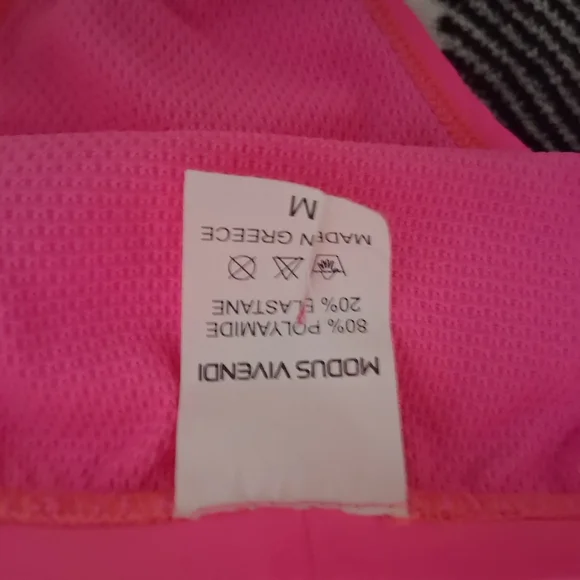 MODUS VIVENDI
80% POLYAMIDE
20% ELASTANE
MADE IN GREECE
M